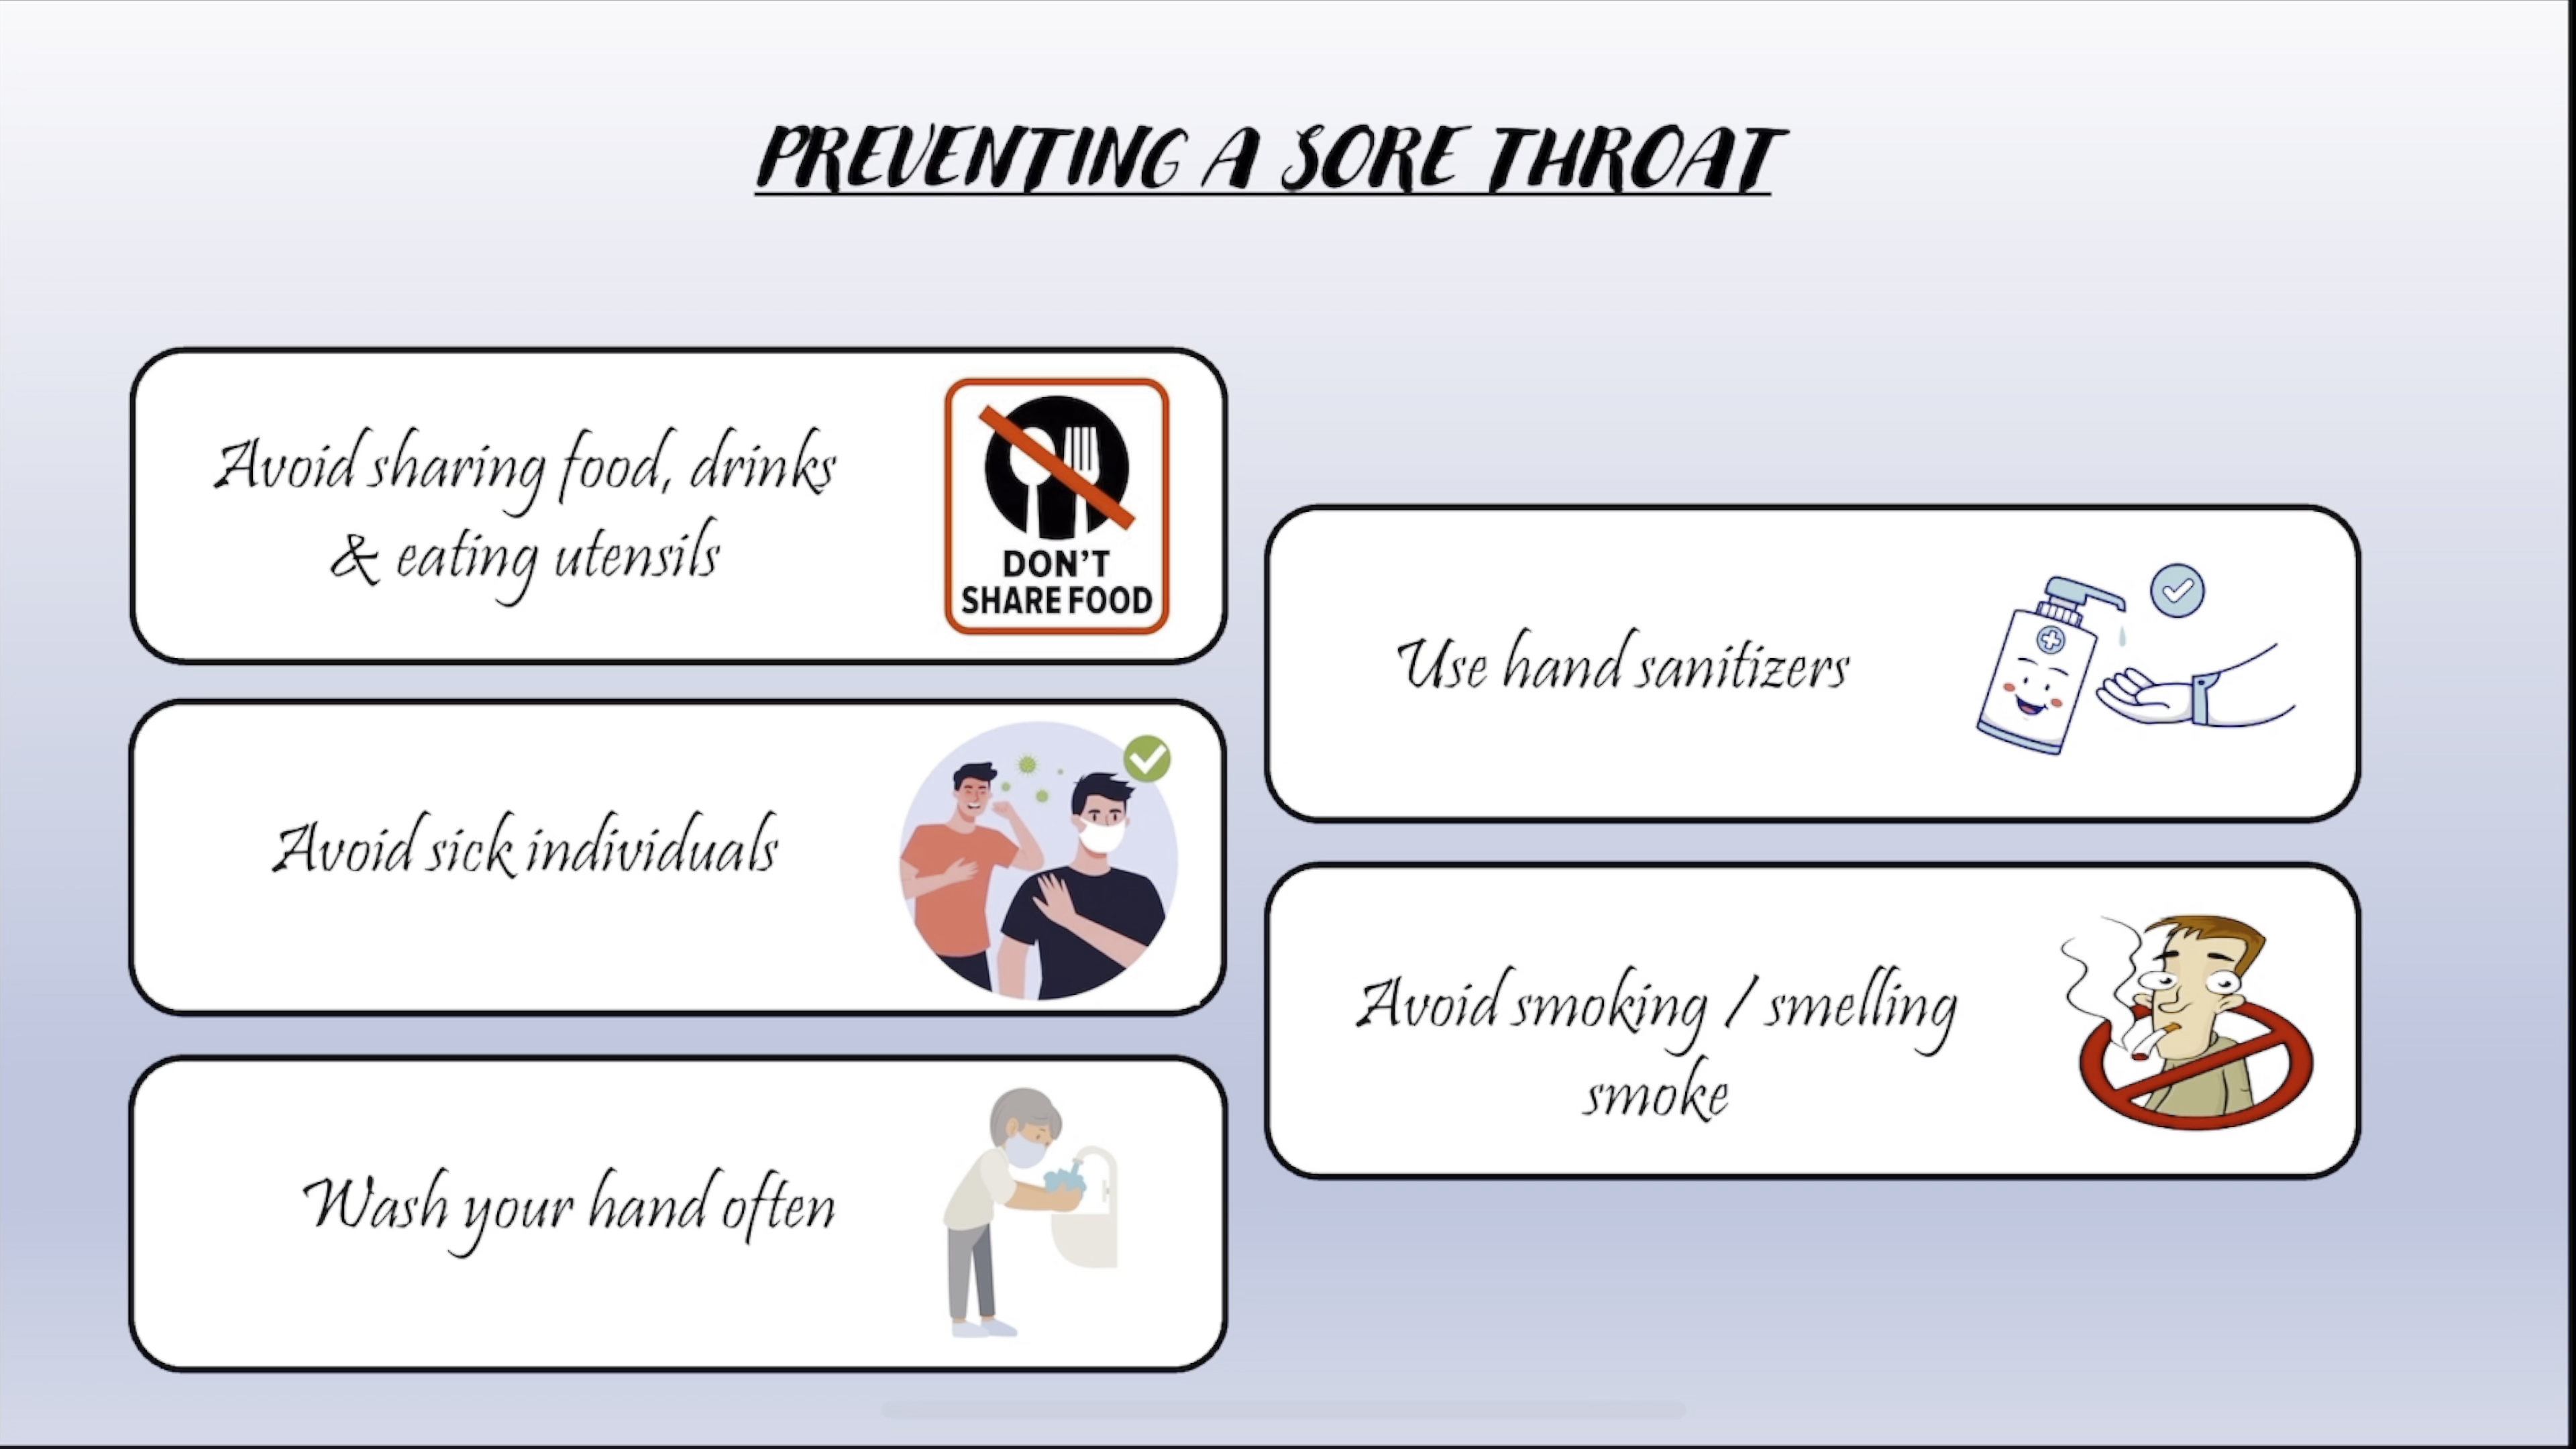 PREVENTING A SORE THROAT
Avoid sharing food, drinks
& eating utensils
DON'T
SHARE FOOD
Avoid sick individuals
Wash your hand often
Use hand sanitizers
Avoid smoking / smelling
smoke